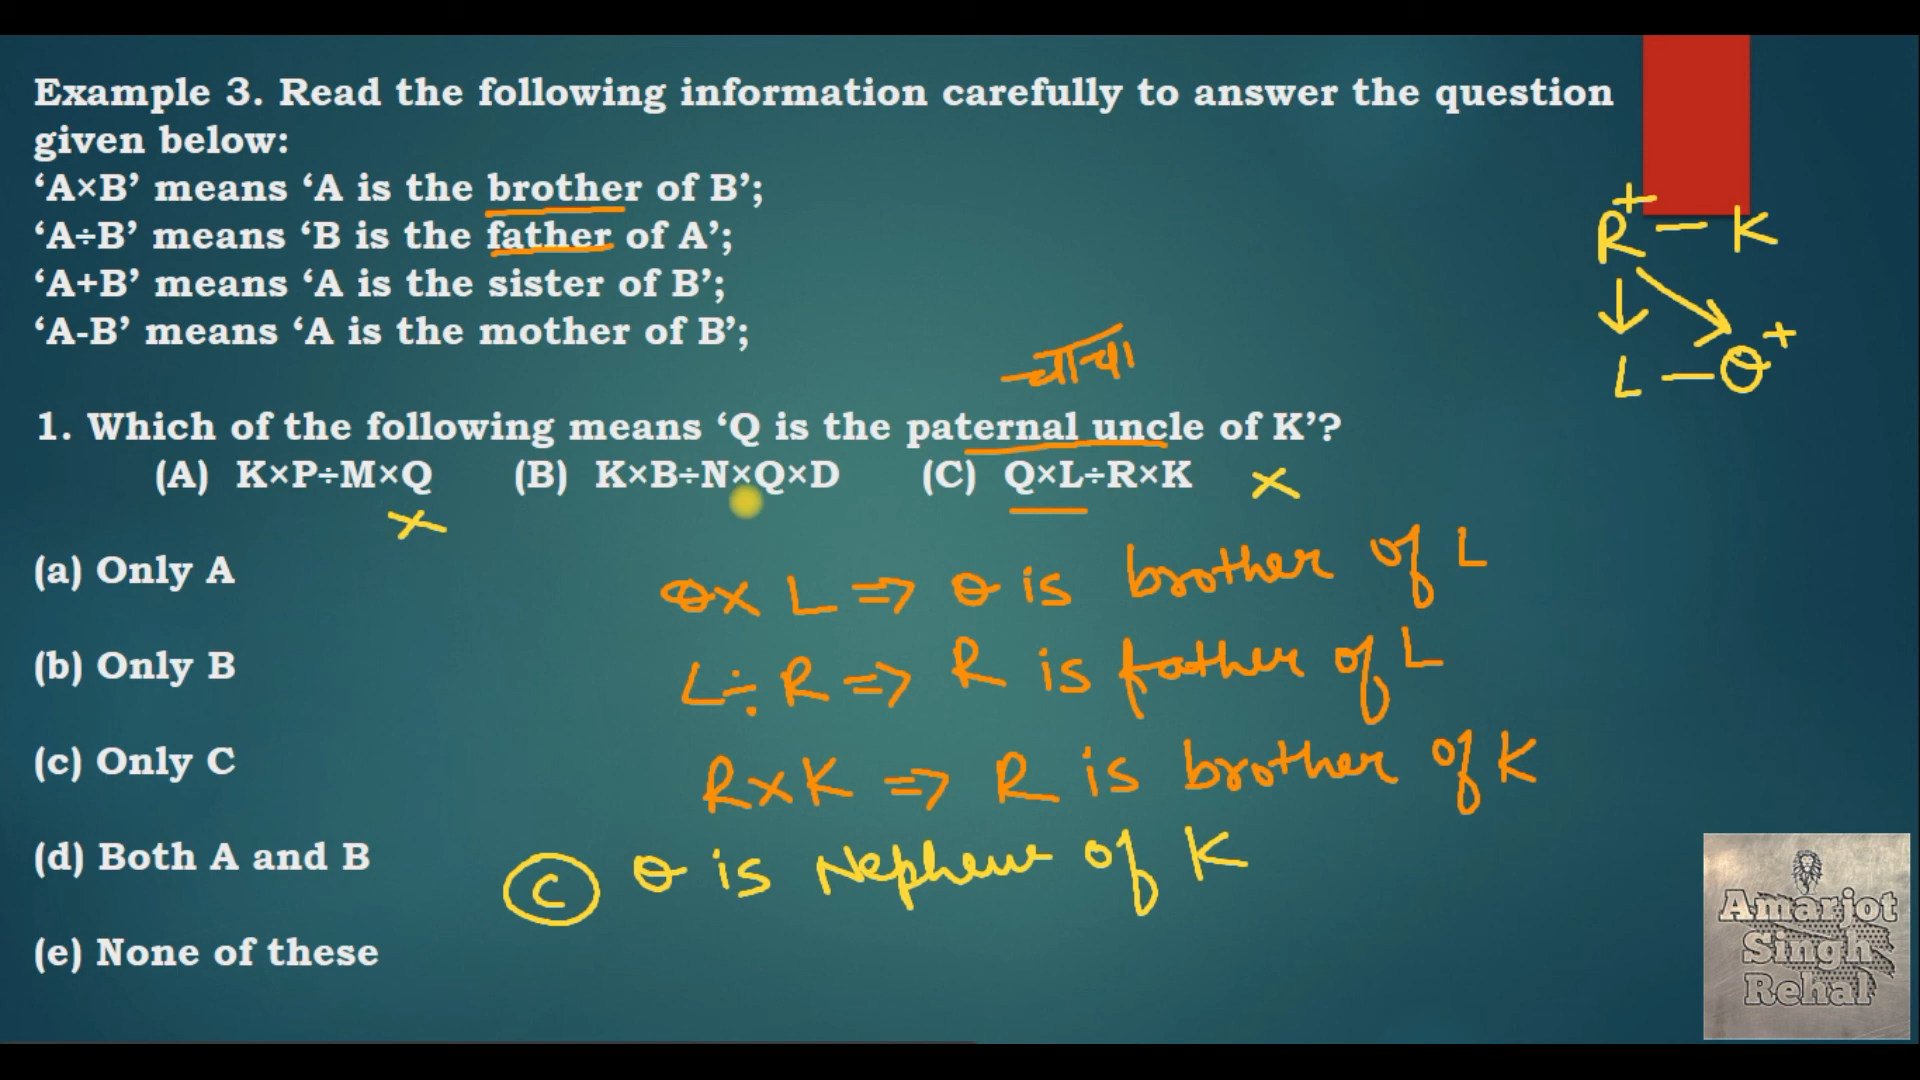 Example 3. Read the following information carefully to answer the question
given below:
‘A×B’ means ‘A is the brother of B’;
‘A÷B’ means ‘B is the father of A’;
‘A+B’ means ‘A is the sister of B’;
‘A-B’ means ‘A is the mother of B’;
R+ — K
L — Q+
चाचा
1. Which of the following means ‘Q is the paternal uncle of K’?
(A) K×P÷M×Q (B) K×B÷N×Q×D (C) Q×L÷R×K ×
×
(a) Only A
Q×L ⇒ Q is brother of L
(b) Only B
L÷R ⇒ R is father of L
(c) Only C
R×K ⇒ R is brother of K
(d) Both A and B
C Q is Nephew of K
(e) None of these
Amarjot
Singh
Rehal